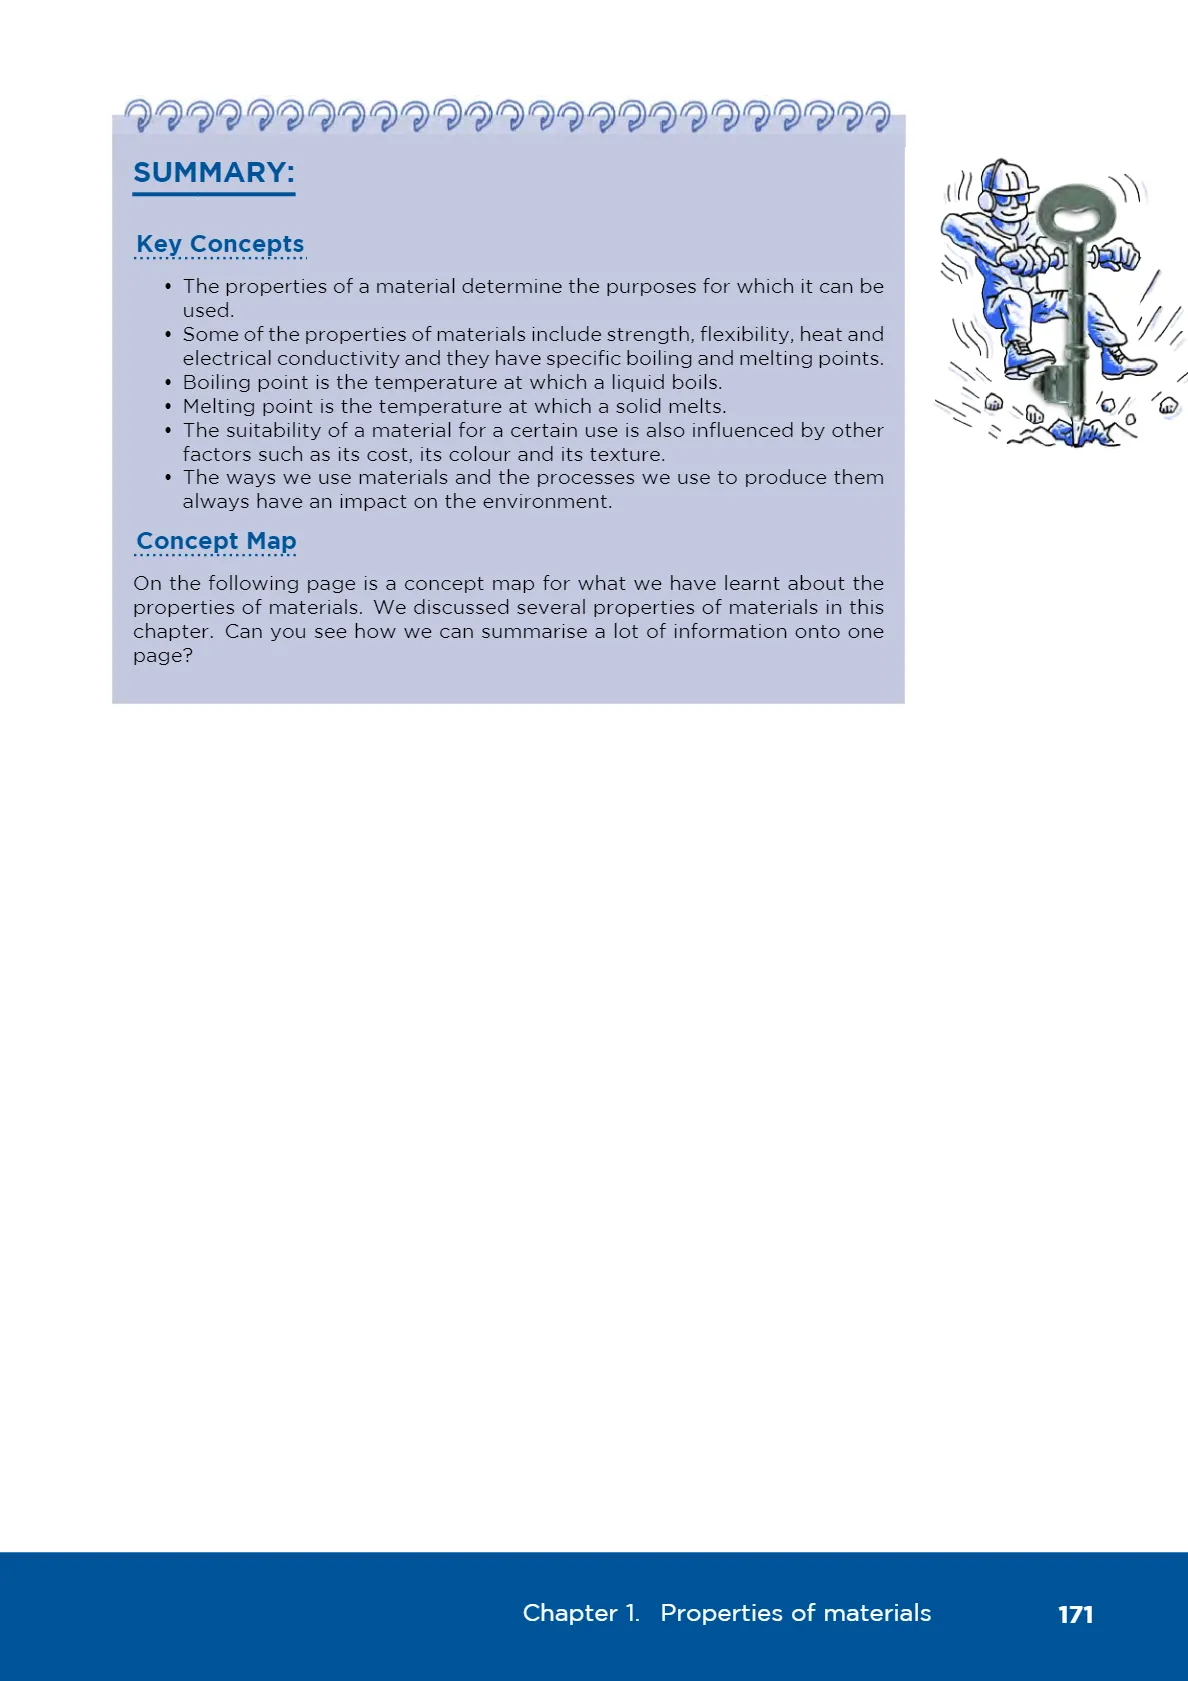 SUMMARY:
Key Concepts
• The properties of a material determine the purposes for which it can be
used.
• Some of the properties of materials include strength, flexibility, heat and
electrical conductivity and they have specific boiling and melting points.
• Boiling point is the temperature at which a liquid boils.
• Melting point is the temperature at which a solid melts.
• The suitability of a material for a certain use is also influenced by other
factors such as its cost, its colour and its texture.
• The ways we use materials and the processes we use to produce them
always have an impact on the environment.
Concept Map
On the following page is a concept map for what we have learnt about the
properties of materials. We discussed several properties of materials in this
chapter. Can you see how we can summarise a lot of information onto one
page?
Chapter 1. Properties of materials 171